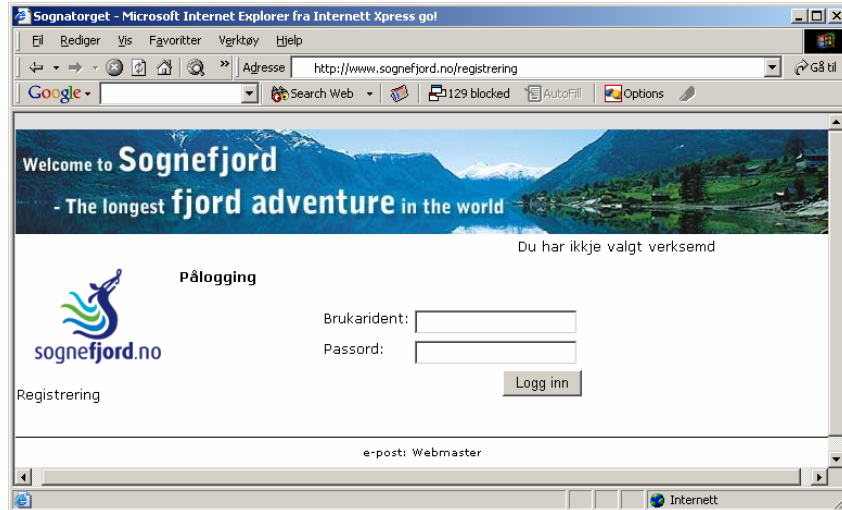 Sognatorget - Microsoft Internet Explorer fra Internett Xpress go!
Fil Rediger Vis Favoritter Verktøy Hjelp
» Adresse http://www.sognefjord.no/registrering Gå til
Google Search Web 129 blocked AutoFill Options
Welcome to Sognefjord
- The longest fjord adventure in the world
Du har ikkje valgt verksemd
Pålogging
Brukarident:
Passord:
Logg inn
sognefjord.no
Registrering
e-post: Webmaster
Internett